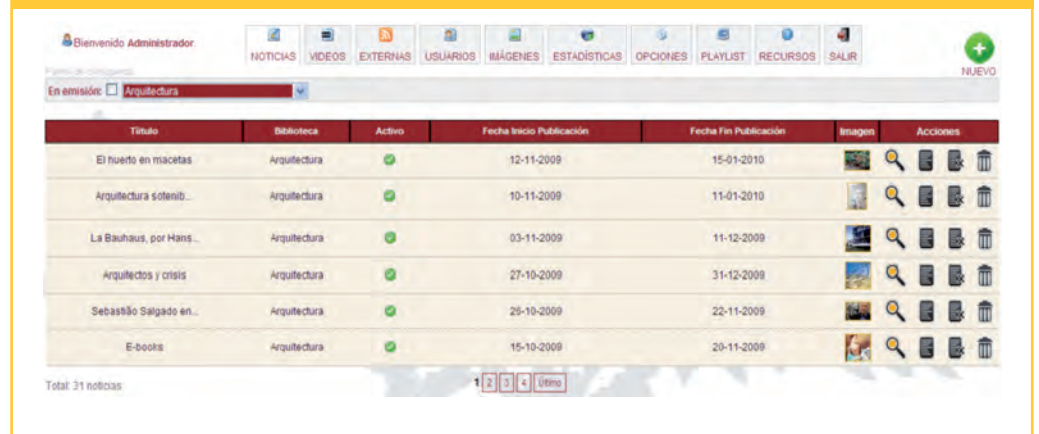 Bienvenido Administrador
NOTICIAS VIDEOS EXTERNAS USUARIOS IMÁGENES ESTADÍSTICAS OPCIONES PLAYLIST RECURSOS SALIR
NUEVO
En emisión: Arquitectura
Título Biblioteca Activo Fecha Inicio Publicación Fecha Fin Publicación Imagen Acciones
El huerto en macetas Arquitectura 12-11-2009 15-01-2010
Arquitectura sotenib... Arquitectura 10-11-2009 11-01-2010
La Bauhaus, por Hans... Arquitectura 03-11-2009 11-12-2009
Arquitectos y crisis Arquitectura 27-10-2009 31-12-2009
Sebastião Salgado en... Arquitectura 26-10-2009 22-11-2009
E-books Arquitectura 15-10-2009 20-11-2009
Total: 31 noticias
1 2 3 4 Útimo